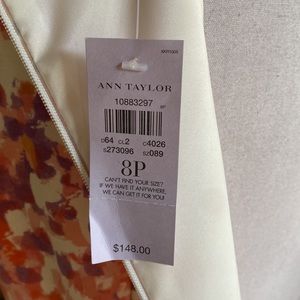 ANN TAYLOR
10883297
8P
D64 CL2 C4026
S273096 SZ089
8P
CAN'T FIND YOUR SIZE?
IF WE HAVE IT ANYWHERE,
WE CAN GET IT FOR YOU!
$148.00